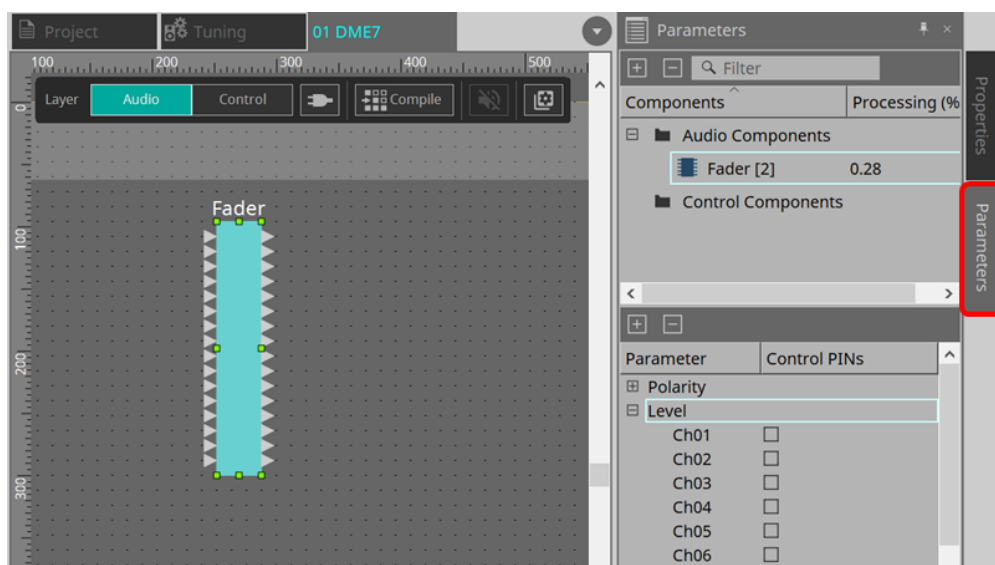 Project
Tuning
01 DME7
100
200
300
400
500
Layer
Audio
Control
Compile
0
100
200
300
Fader
Parameters
Filter
Components
Processing (%
Audio Components
Fader [2]
0.28
Control Components
Parameter
Control PINs
Polarity
Level
Ch01
Ch02
Ch03
Ch04
Ch05
Ch06
Properties
Parameters